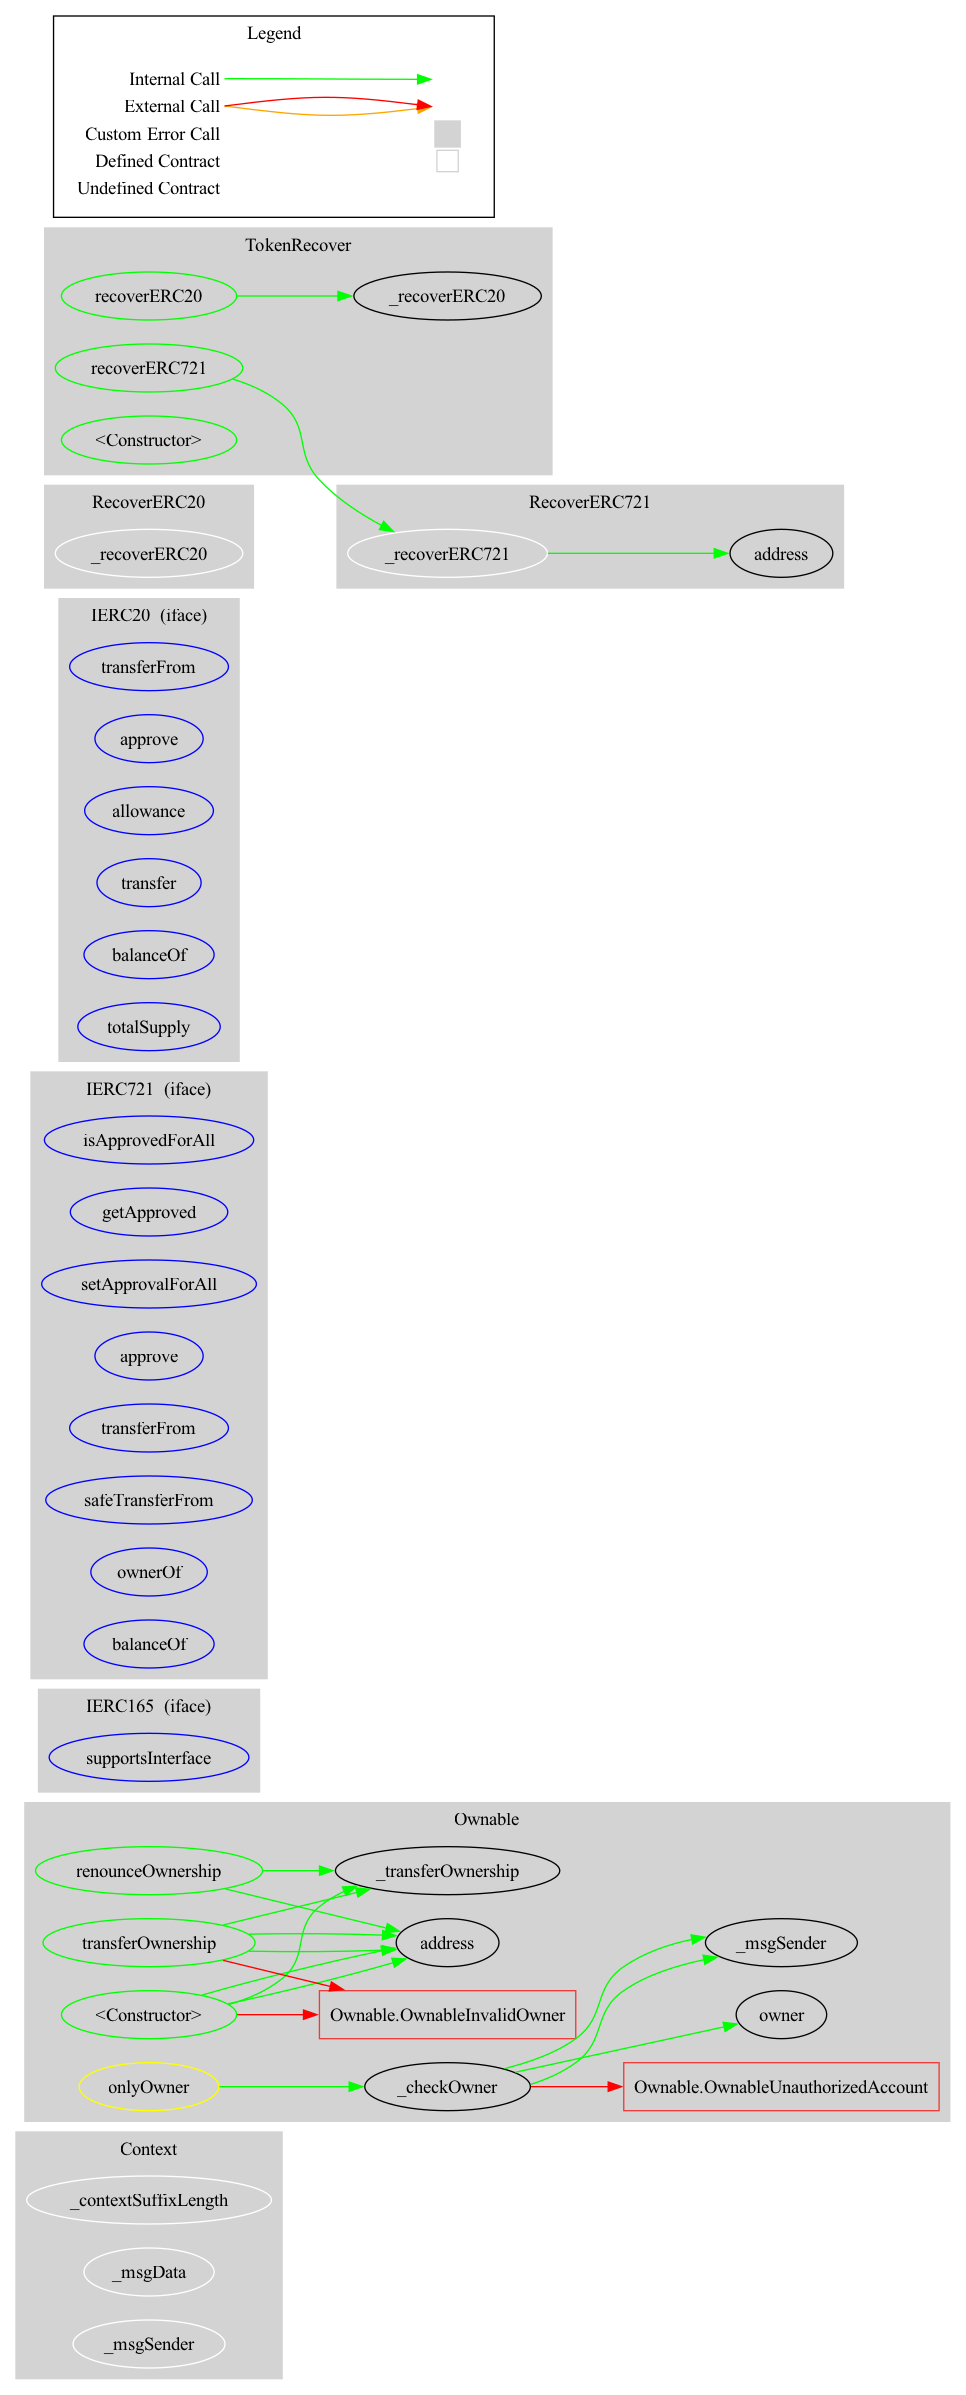 Legend
Internal Call
External Call
Custom Error Call
Defined Contract
Undefined Contract
TokenRecover
recoverERC20
_recoverERC20
recoverERC721
<Constructor>
RecoverERC20
_recoverERC20
RecoverERC721
_recoverERC721
address
IERC20  (iface)
transferFrom
approve
allowance
transfer
balanceOf
totalSupply
IERC721  (iface)
isApprovedForAll
getApproved
setApprovalForAll
approve
transferFrom
safeTransferFrom
ownerOf
balanceOf
IERC165  (iface)
supportsInterface
Ownable
renounceOwnership
_transferOwnership
transferOwnership
address
_msgSender
<Constructor>
Ownable.OwnableInvalidOwner
owner
onlyOwner
_checkOwner
Ownable.OwnableUnauthorizedAccount
Context
_contextSuffixLength
_msgData
_msgSender